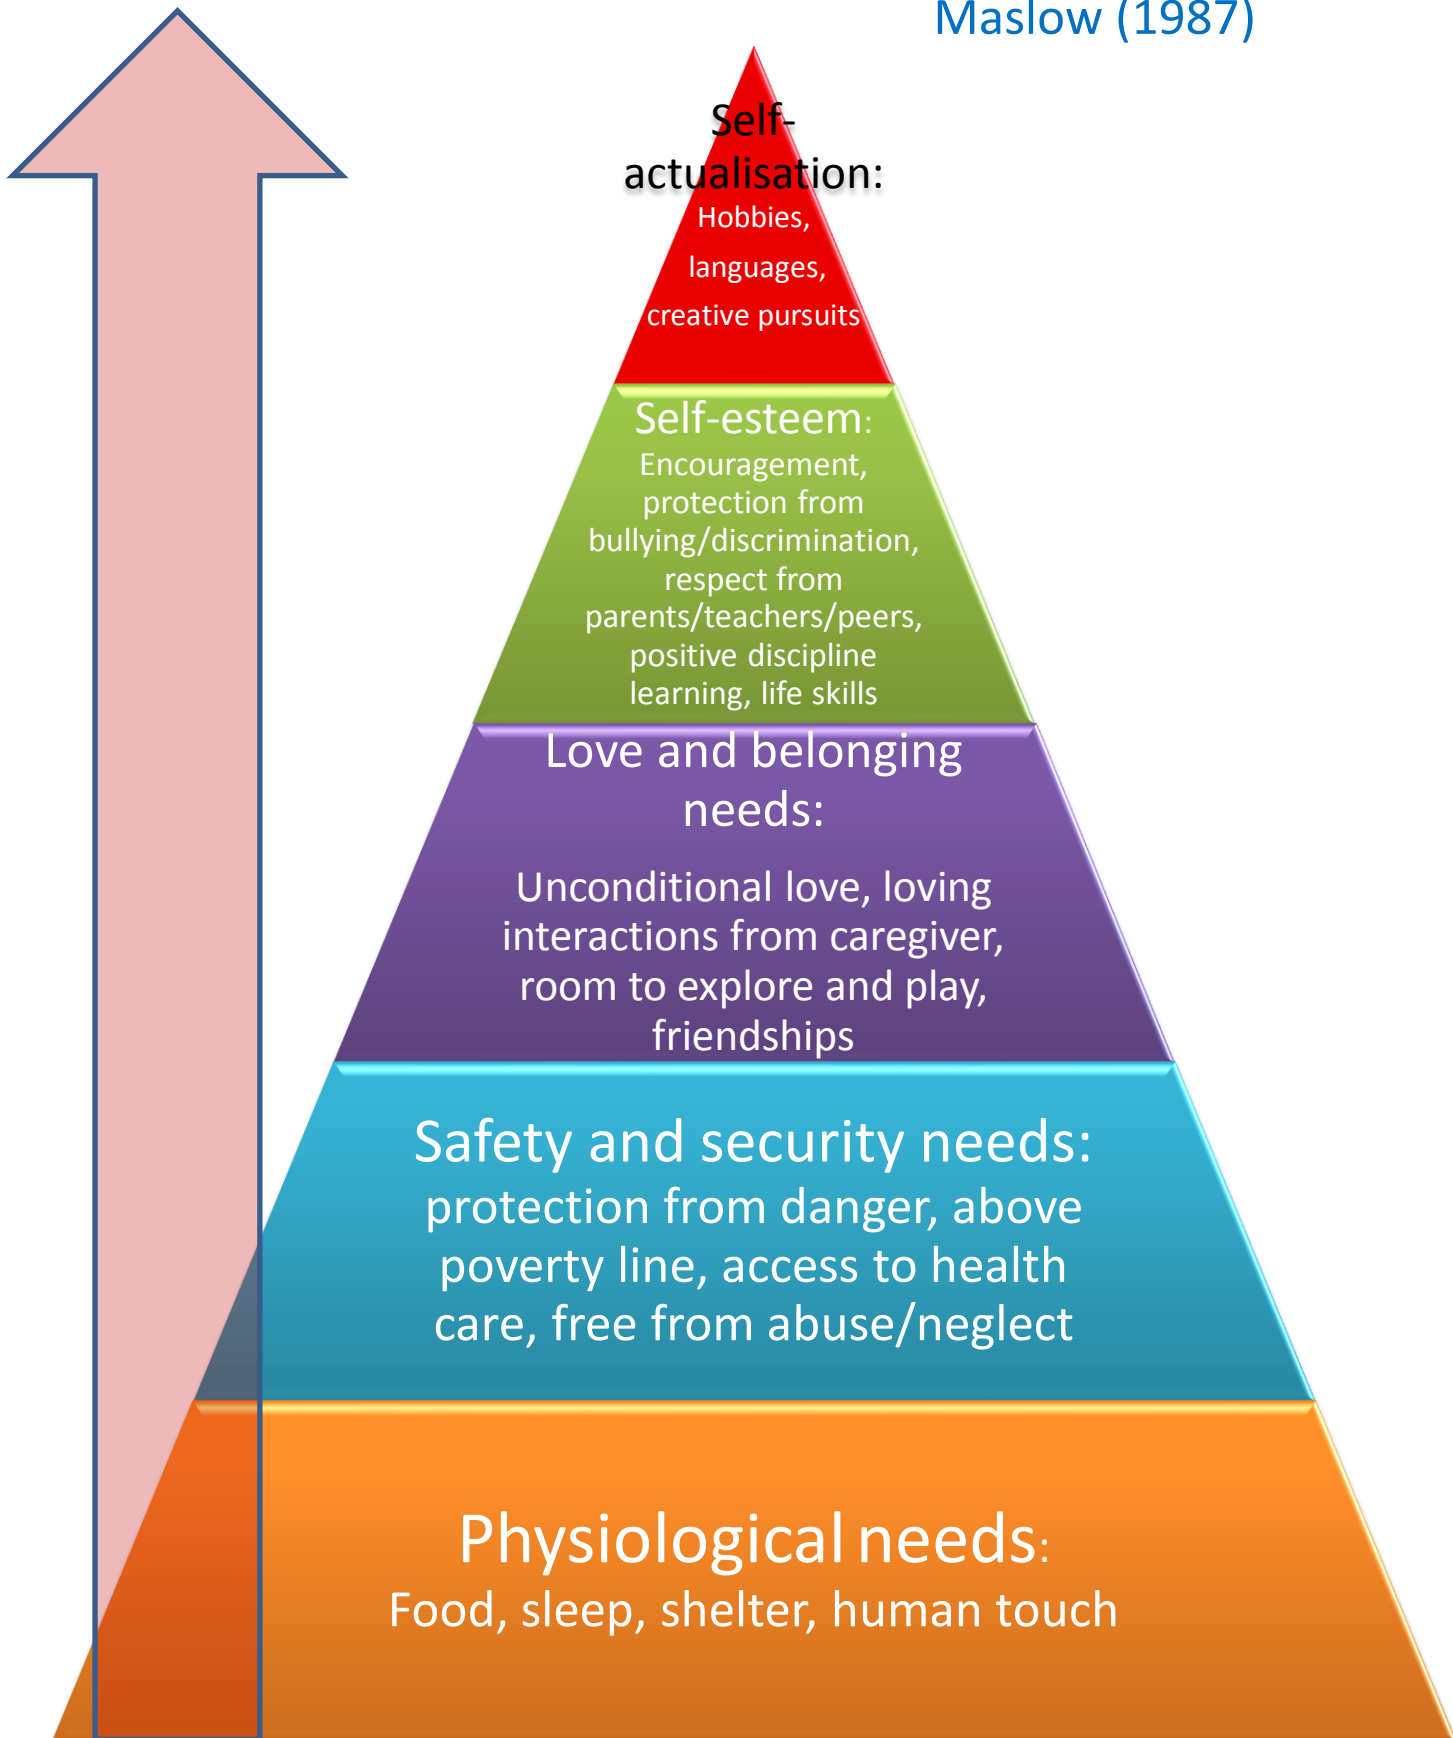 Maslow (1987)
Self-
actualisation:
Hobbies,
languages,
creative pursuits
Self-esteem:
Encouragement,
protection from
bullying/discrimination,
respect from
parents/teachers/peers,
positive discipline
learning, life skills
Love and belonging
needs:
Unconditional love, loving
interactions from caregiver,
room to explore and play,
friendships
Safety and security needs:
protection from danger, above
poverty line, access to health
care, free from abuse/neglect
Physiological needs:
Food, sleep, shelter, human touch